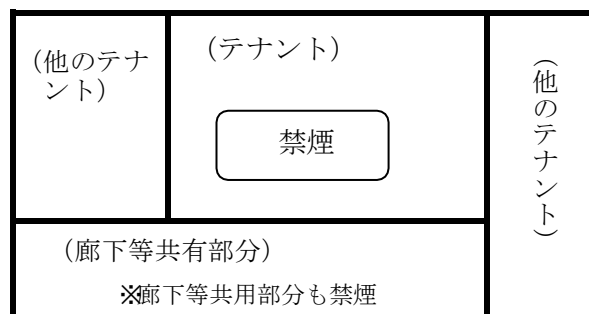 (他のテナ
ント)
(テナント)
禁煙
(他のテナント)
(廊下等共有部分)
※廊下等共用部分も禁煙